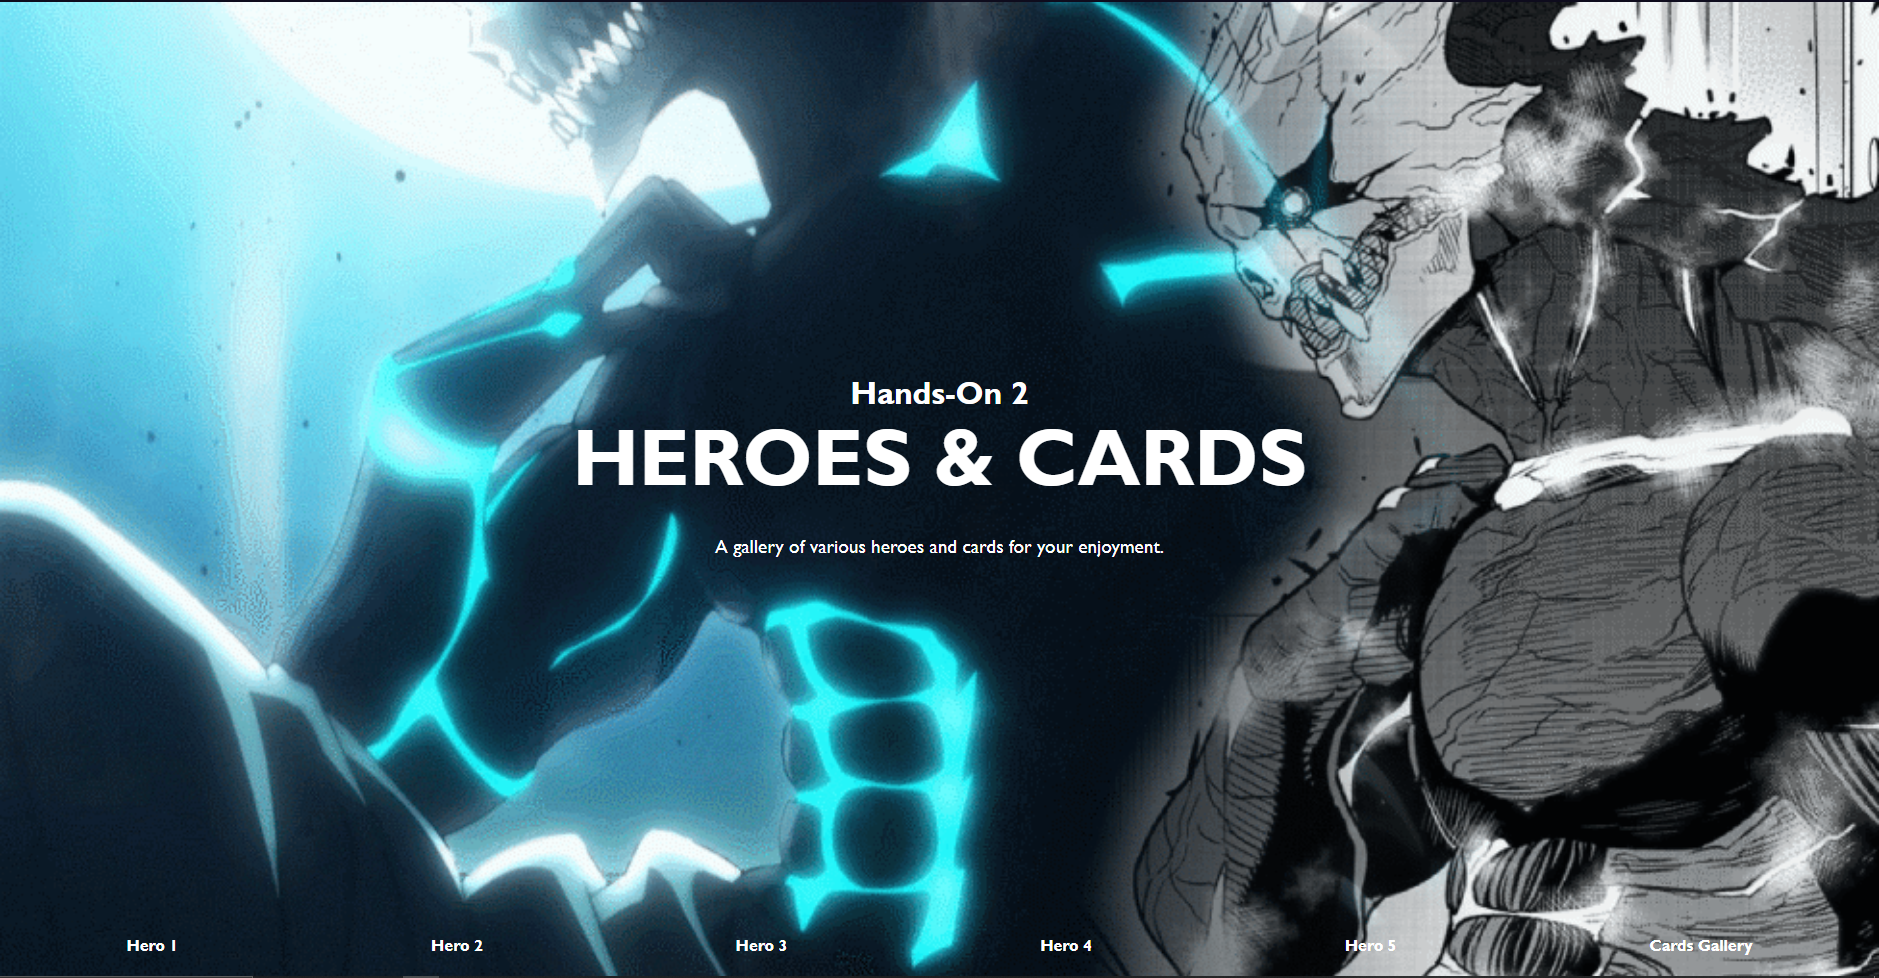 Hands-On 2
HEROES & CARDS
A gallery of various heroes and cards for your enjoyment.
Hero 1
Hero 2
Hero 3
Hero 4
Hero 5
Cards Gallery